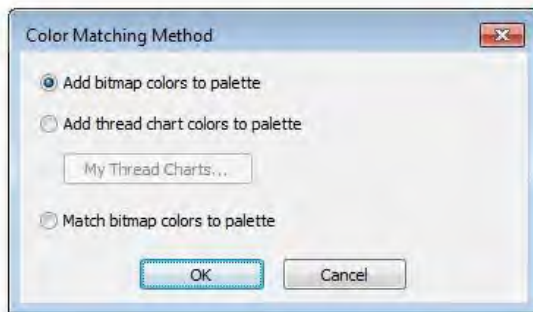 Color Matching Method
Add bitmap colors to palette
Add thread chart colors to palette
My Thread Charts...
Match bitmap colors to palette
OK Cancel